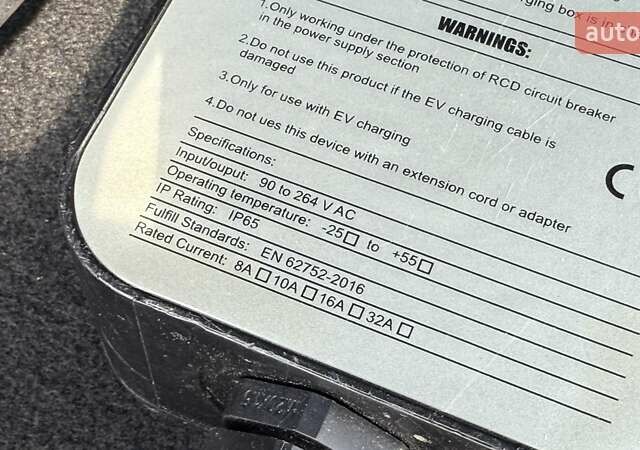 rging box is in
auto
WARNINGS:
1.Only working under the protection of RCD circuit breaker
in the power supply section
2.Do not use this product if the EV charging cable is
damaged
3.Only for use with EV charging
4.Do not ues this device with an extension cord or adapter
Specifications:
Input/ouput: 90 to 264 V AC
Operating temperature: -25□ to +55□
IP Rating: IP65
Fulfill Standards: EN 62752-2016
Rated Current: 8A □ 10A □ 16A □ 32A □